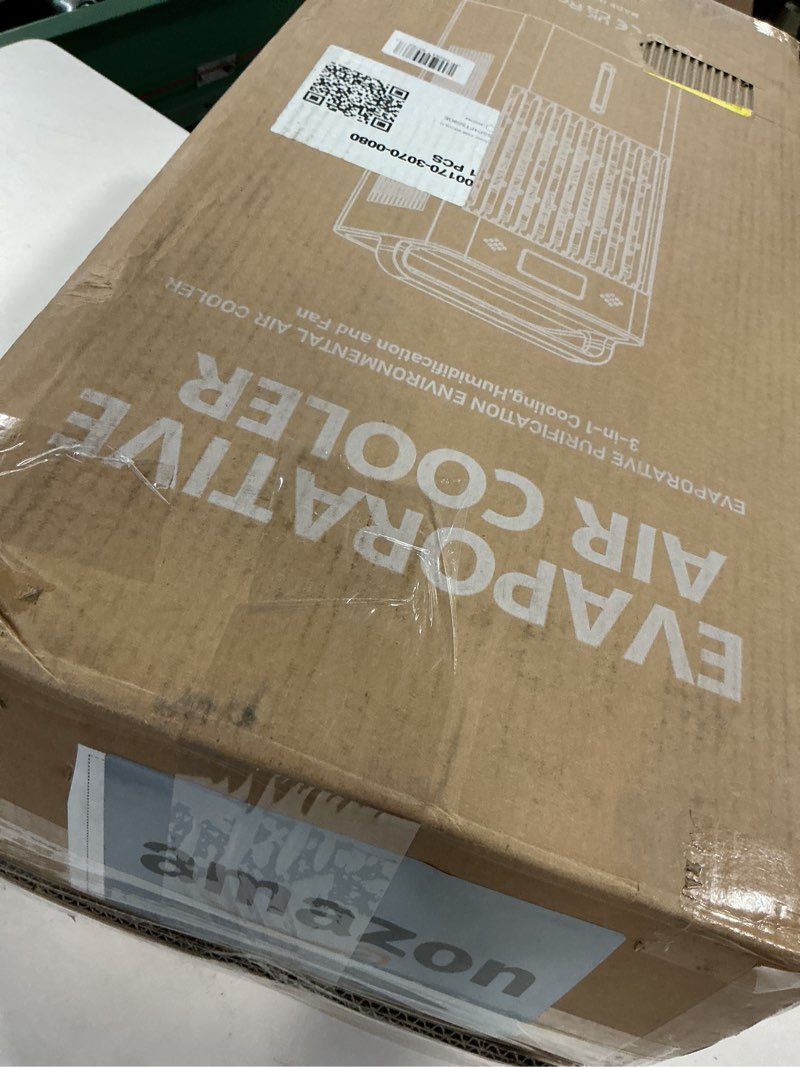 EVAPORATIVE
AIR COOLER
EVAPORATIVE PURIFICATION ENVIRONMENTAL AIR COOLER
3-in-1 Cooling,Humidification and Fan
00170-3070-0080
1 PCS
amazon